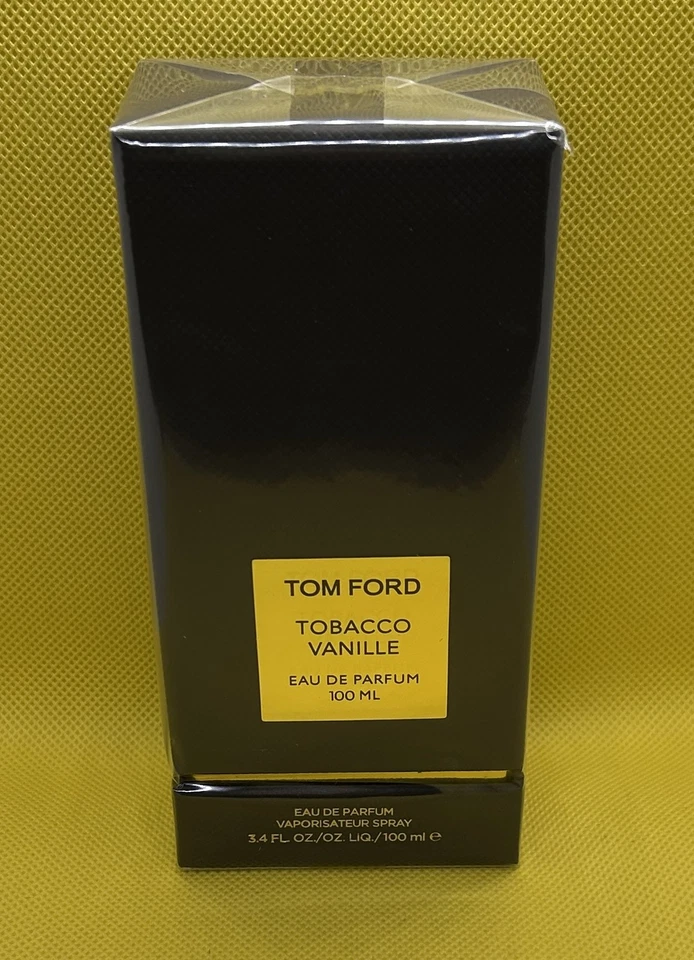 TOM FORD
TOBACCO
VANILLE
EAU DE PARFUM
100 ML
EAU DE PARFUM
VAPORISATEUR SPRAY
3.4 FL. OZ./OZ. LIQ./100 ml ℮